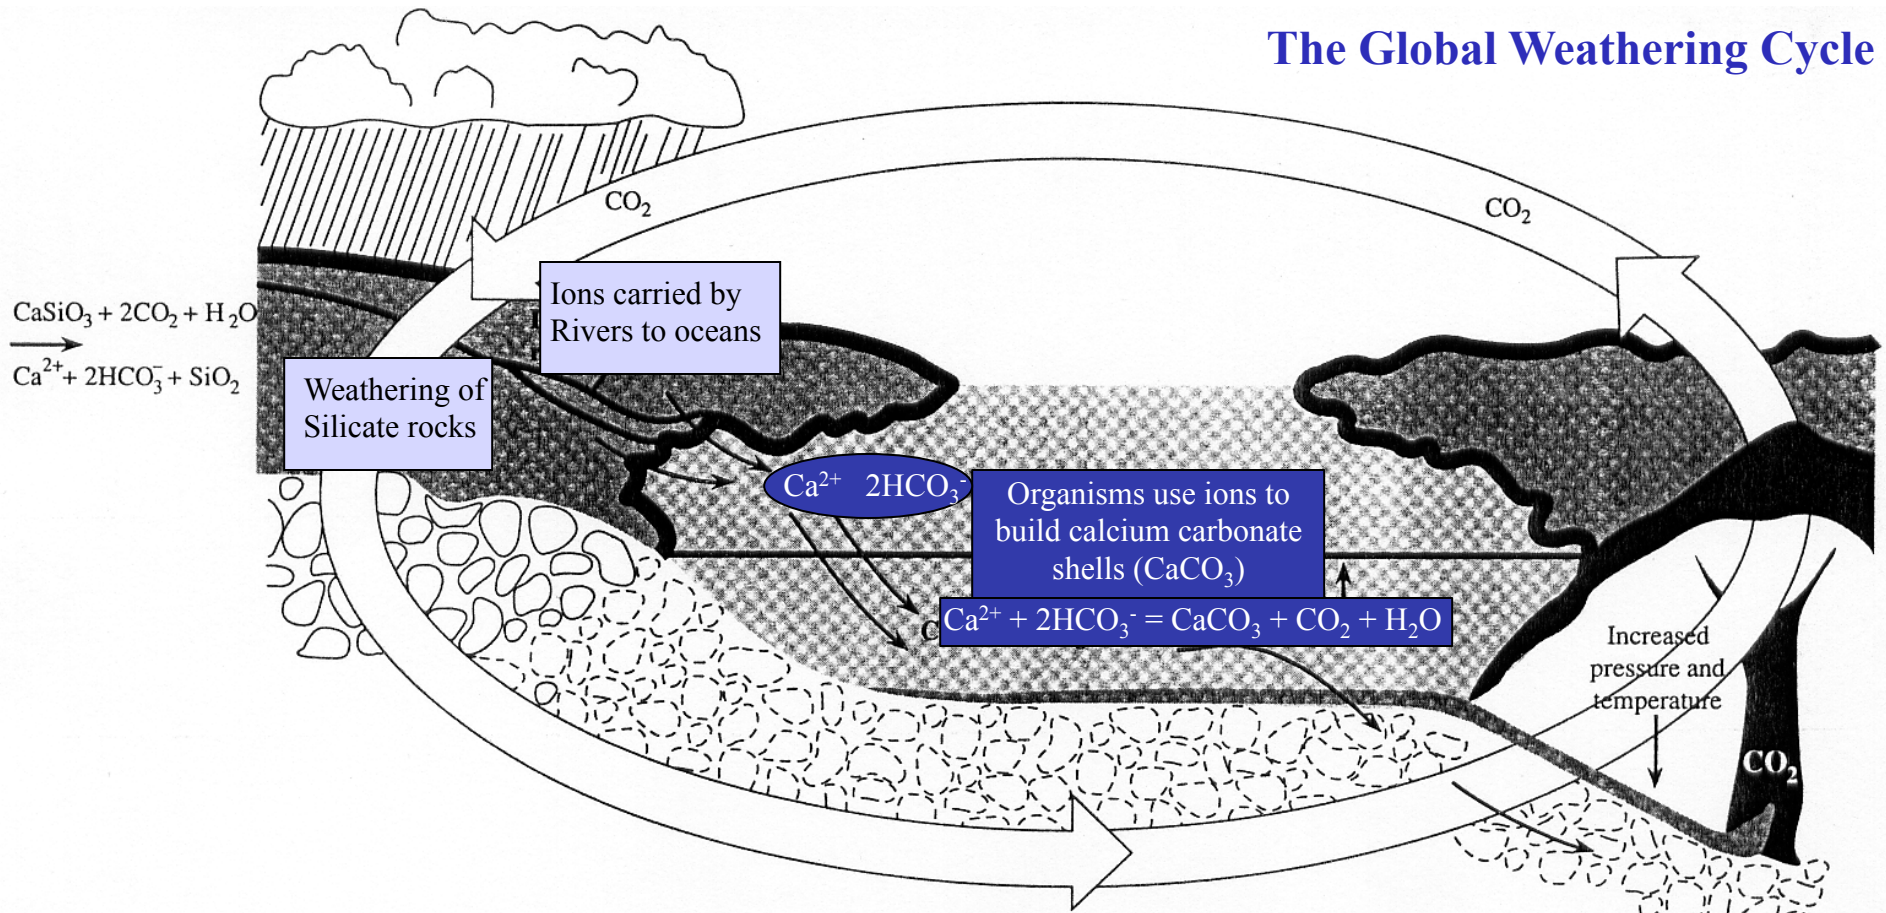 The Global Weathering Cycle
CO₂
CO₂
Ions carried by
Rivers to oceans
CaSiO₃ + 2CO₂ + H₂O
Ca²⁺ + 2HCO₃⁻ + SiO₂
Weathering of
Silicate rocks
Ca²⁺ 2HCO₃⁻
Organisms use ions to
build calcium carbonate
shells (CaCO₃)
Ca²⁺ + 2HCO₃⁻ = CaCO₃ + CO₂ + H₂O
Increased
pressure and
temperature
CO₂